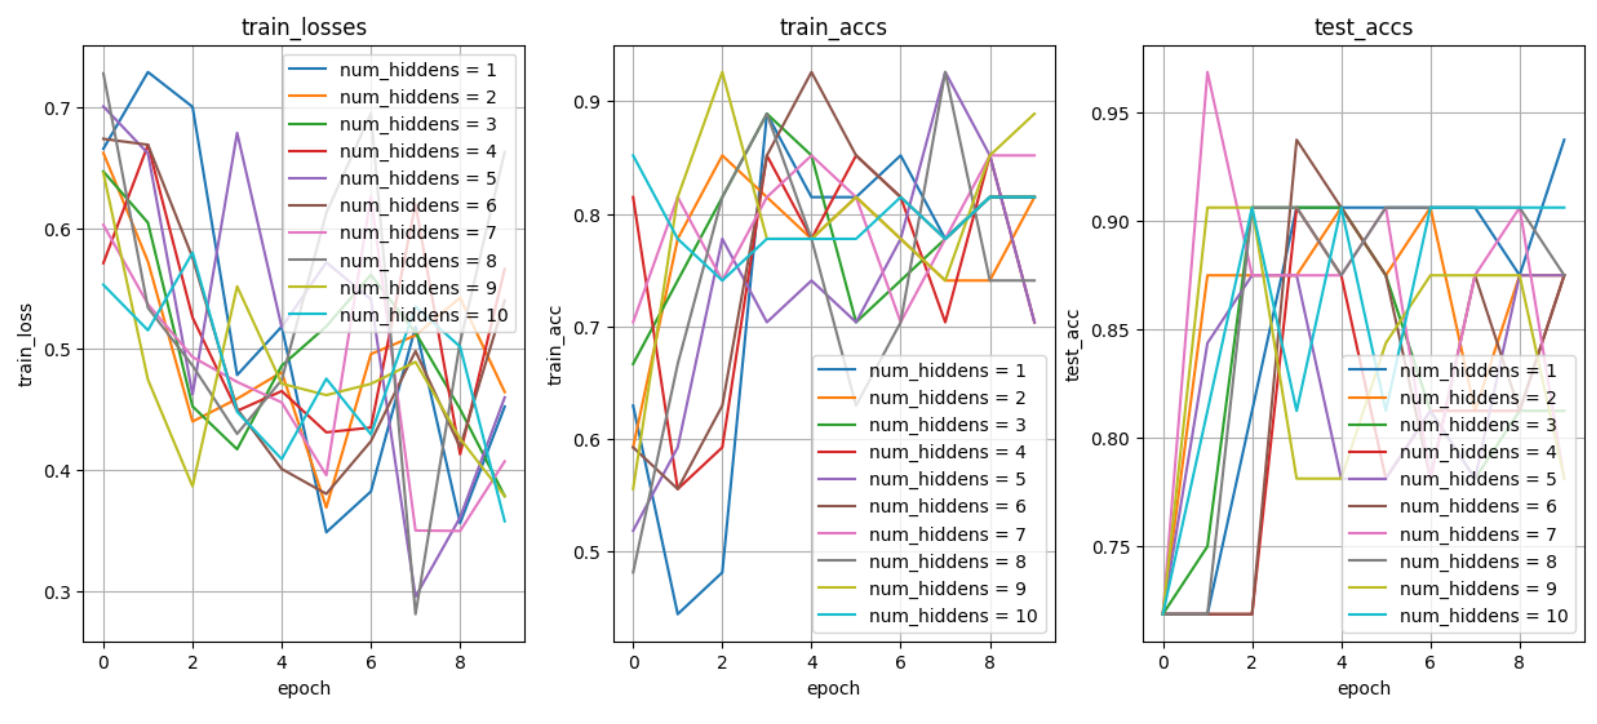 train_losses
train_loss
0.7
0.6
0.5
0.4
0.3
num_hiddens = 1
num_hiddens = 2
num_hiddens = 3
num_hiddens = 4
num_hiddens = 5
num_hiddens = 6
num_hiddens = 7
num_hiddens = 8
num_hiddens = 9
num_hiddens = 10
0 2 4 6 8
epoch
train_accs
train_acc
0.9
0.8
0.7
0.6
0.5
num_hiddens = 1
num_hiddens = 2
num_hiddens = 3
num_hiddens = 4
num_hiddens = 5
num_hiddens = 6
num_hiddens = 7
num_hiddens = 8
num_hiddens = 9
num_hiddens = 10
0 2 4 6 8
epoch
test_accs
test_acc
0.95
0.90
0.85
0.80
0.75
num_hiddens = 1
num_hiddens = 2
num_hiddens = 3
num_hiddens = 4
num_hiddens = 5
num_hiddens = 6
num_hiddens = 7
num_hiddens = 8
num_hiddens = 9
num_hiddens = 10
0 2 4 6 8
epoch